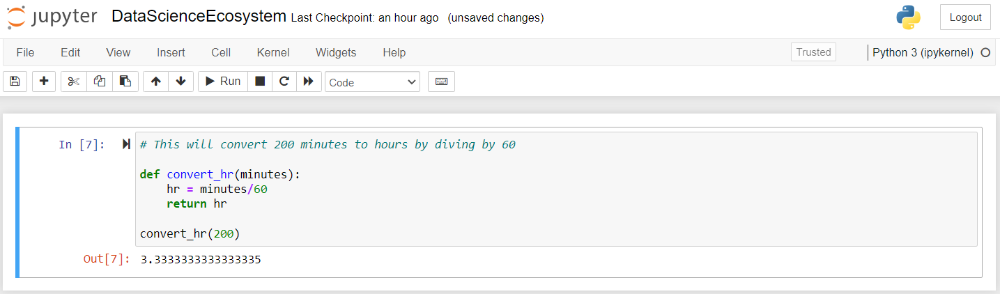 jupyter DataScienceEcosystem Last Checkpoint: an hour ago (unsaved changes) Logout
File Edit View Insert Cell Kernel Widgets Help Trusted Python 3 (ipykernel)
Run Code
In [7]: # This will convert 200 minutes to hours by diving by 60
def convert_hr(minutes):
    hr = minutes/60
    return hr
convert_hr(200)
Out[7]: 3.3333333333333335